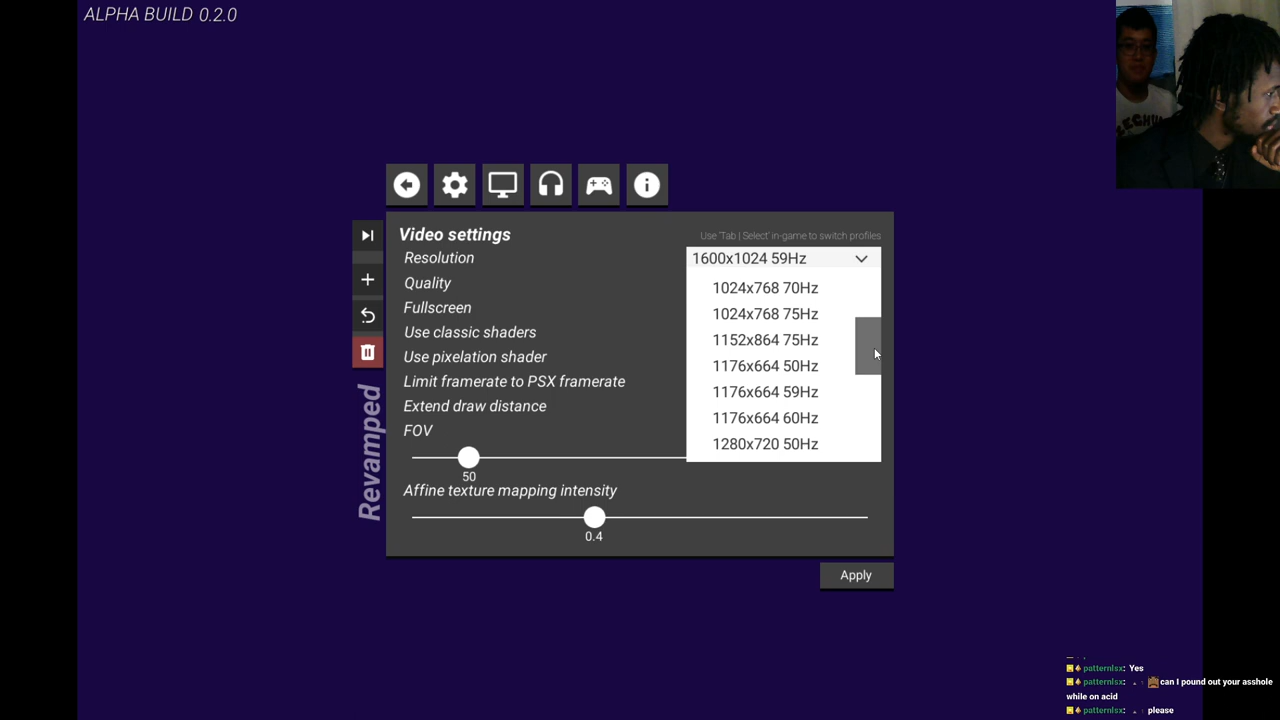 ALPHA BUILD 0.2.0
Video settings
Use 'Tab | Select' in-game to switch profiles
Resolution
1600x1024 59Hz
Quality
1024x768 70Hz
Fullscreen
1024x768 75Hz
Use classic shaders
1152x864 75Hz
Use pixelation shader
1176x664 50Hz
Limit framerate to PSX framerate
1176x664 59Hz
Extend draw distance
1176x664 60Hz
FOV
1280x720 50Hz
50
Affine texture mapping intensity
0.4
Apply
Revamped
patternlsx: Yes
patternlsx: can I pound out your asshole
while on acid
patternlsx: please